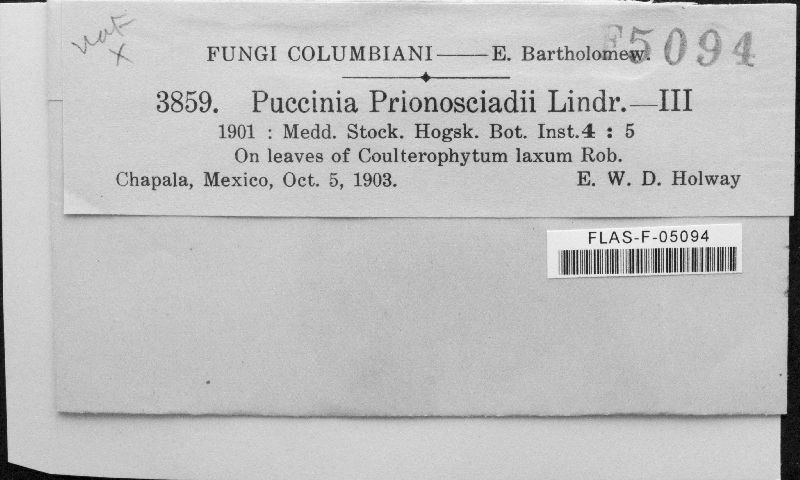 not
x
FUNGI COLUMBIANI—E. Bartholomew.
F5094
3859. Puccinia Prionosciadii Lindr.—III
1901 : Medd. Stock. Hogsk. Bot. Inst. 4 : 5
On leaves of Coulterophytum laxum Rob.
Chapala, Mexico, Oct. 5, 1903. E. W. D. Holway
FLAS-F-05094